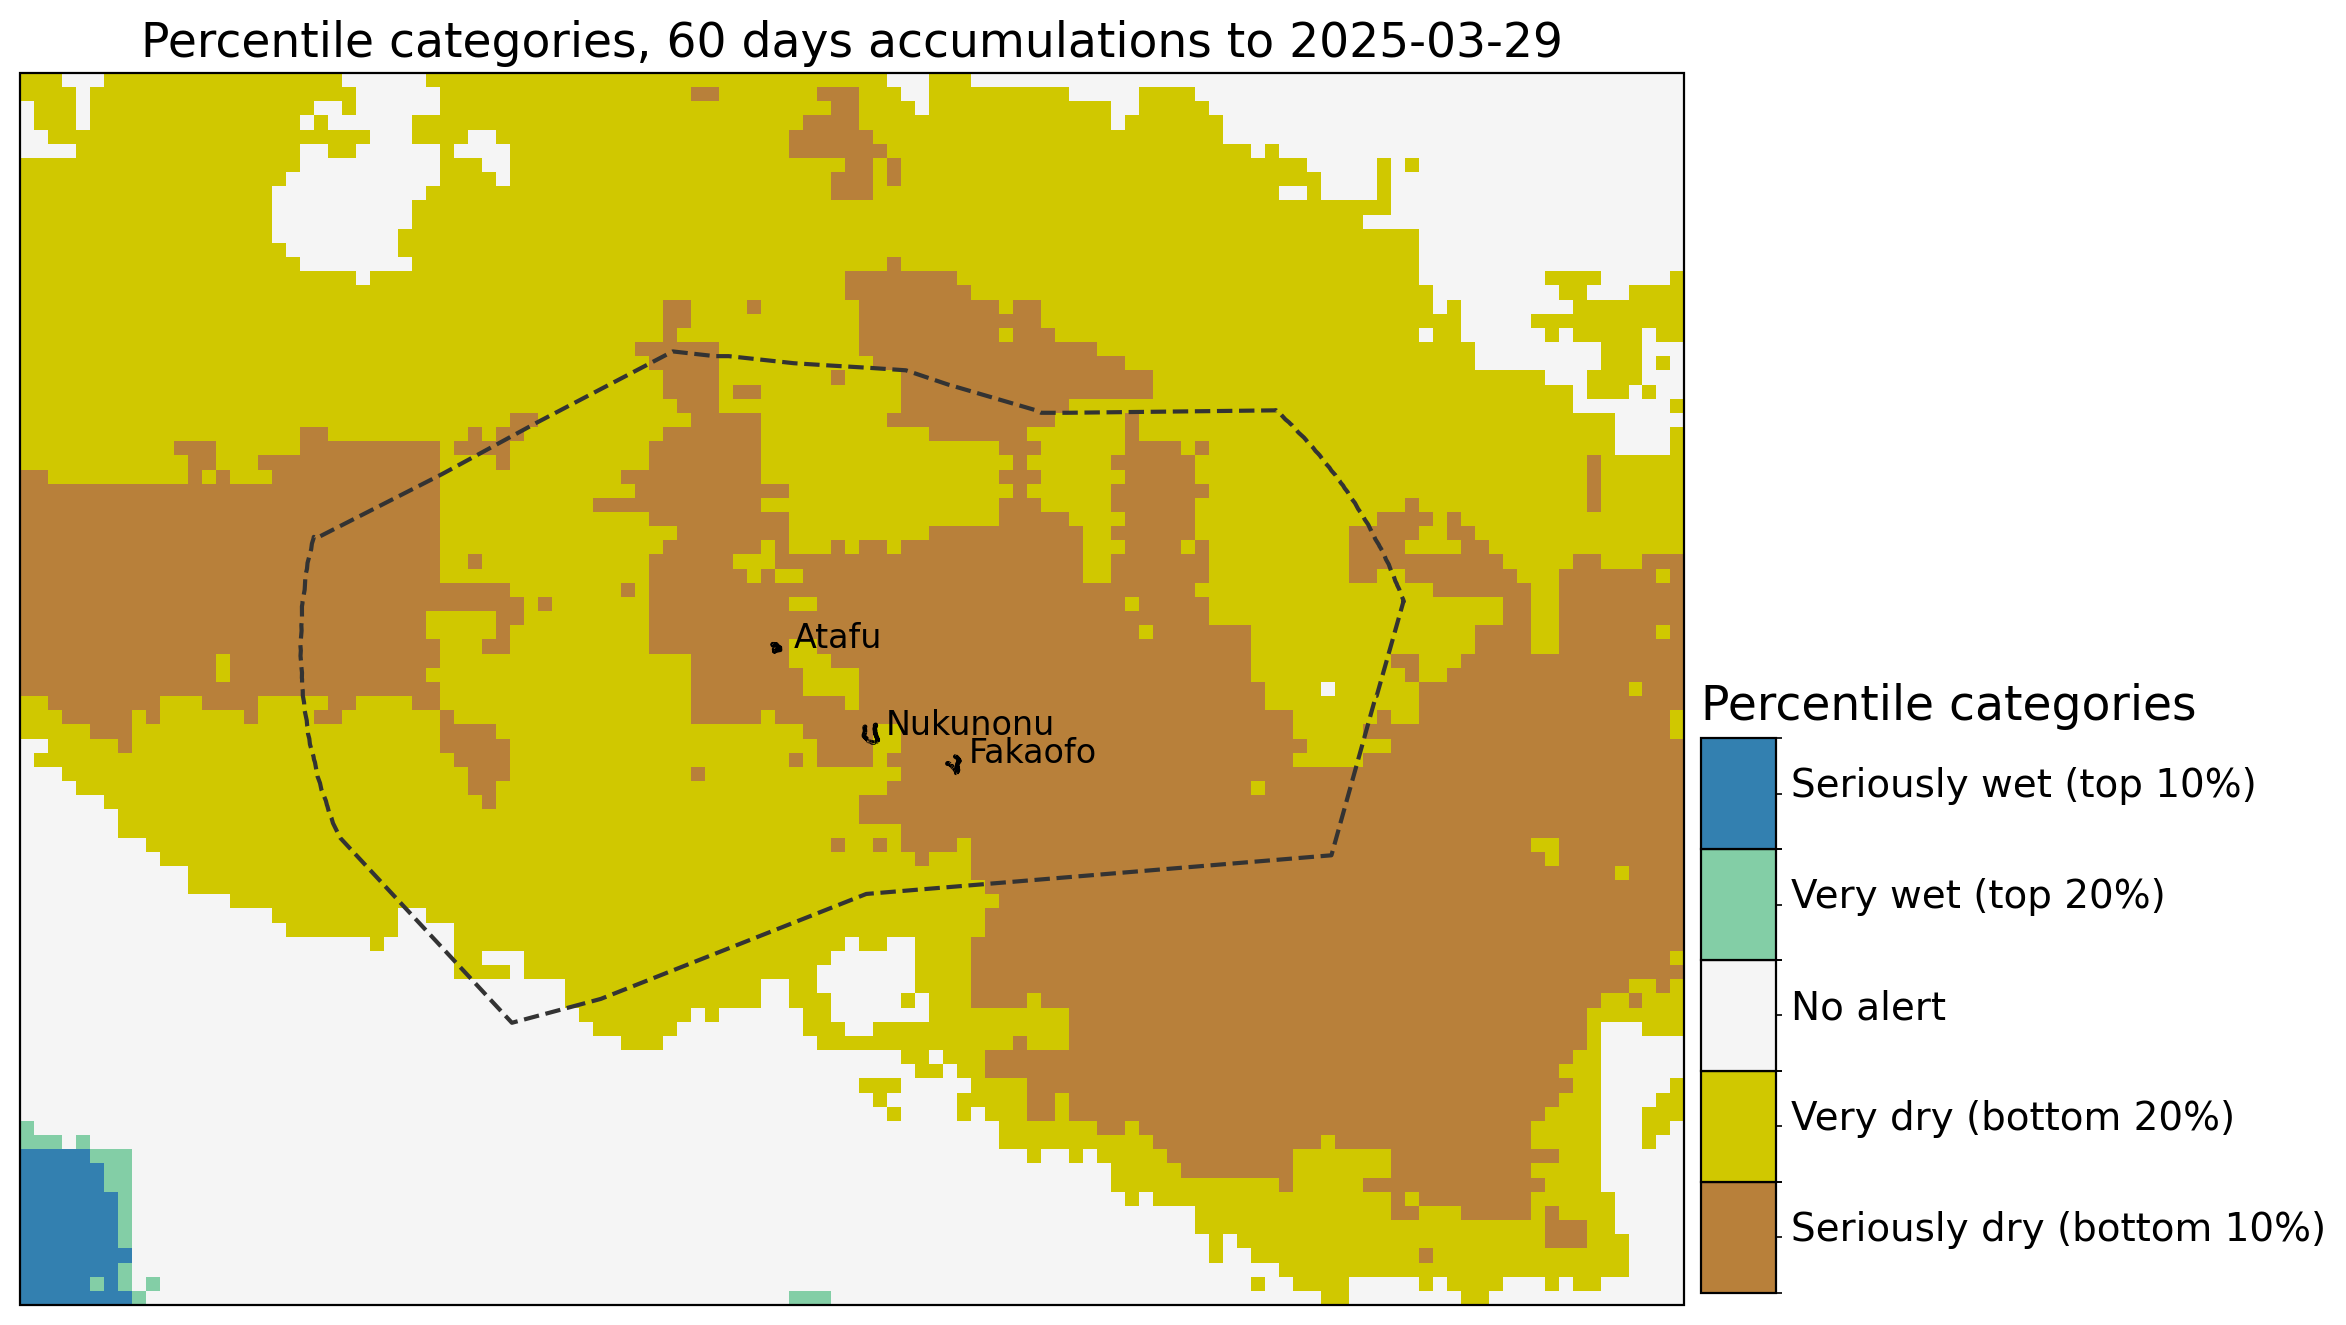 Percentile categories, 60 days accumulations to 2025-03-29
Atafu
Nukunonu
Fakaofo
Percentile categories
Seriously wet (top 10%)
Very wet (top 20%)
No alert
Very dry (bottom 20%)
Seriously dry (bottom 10%)